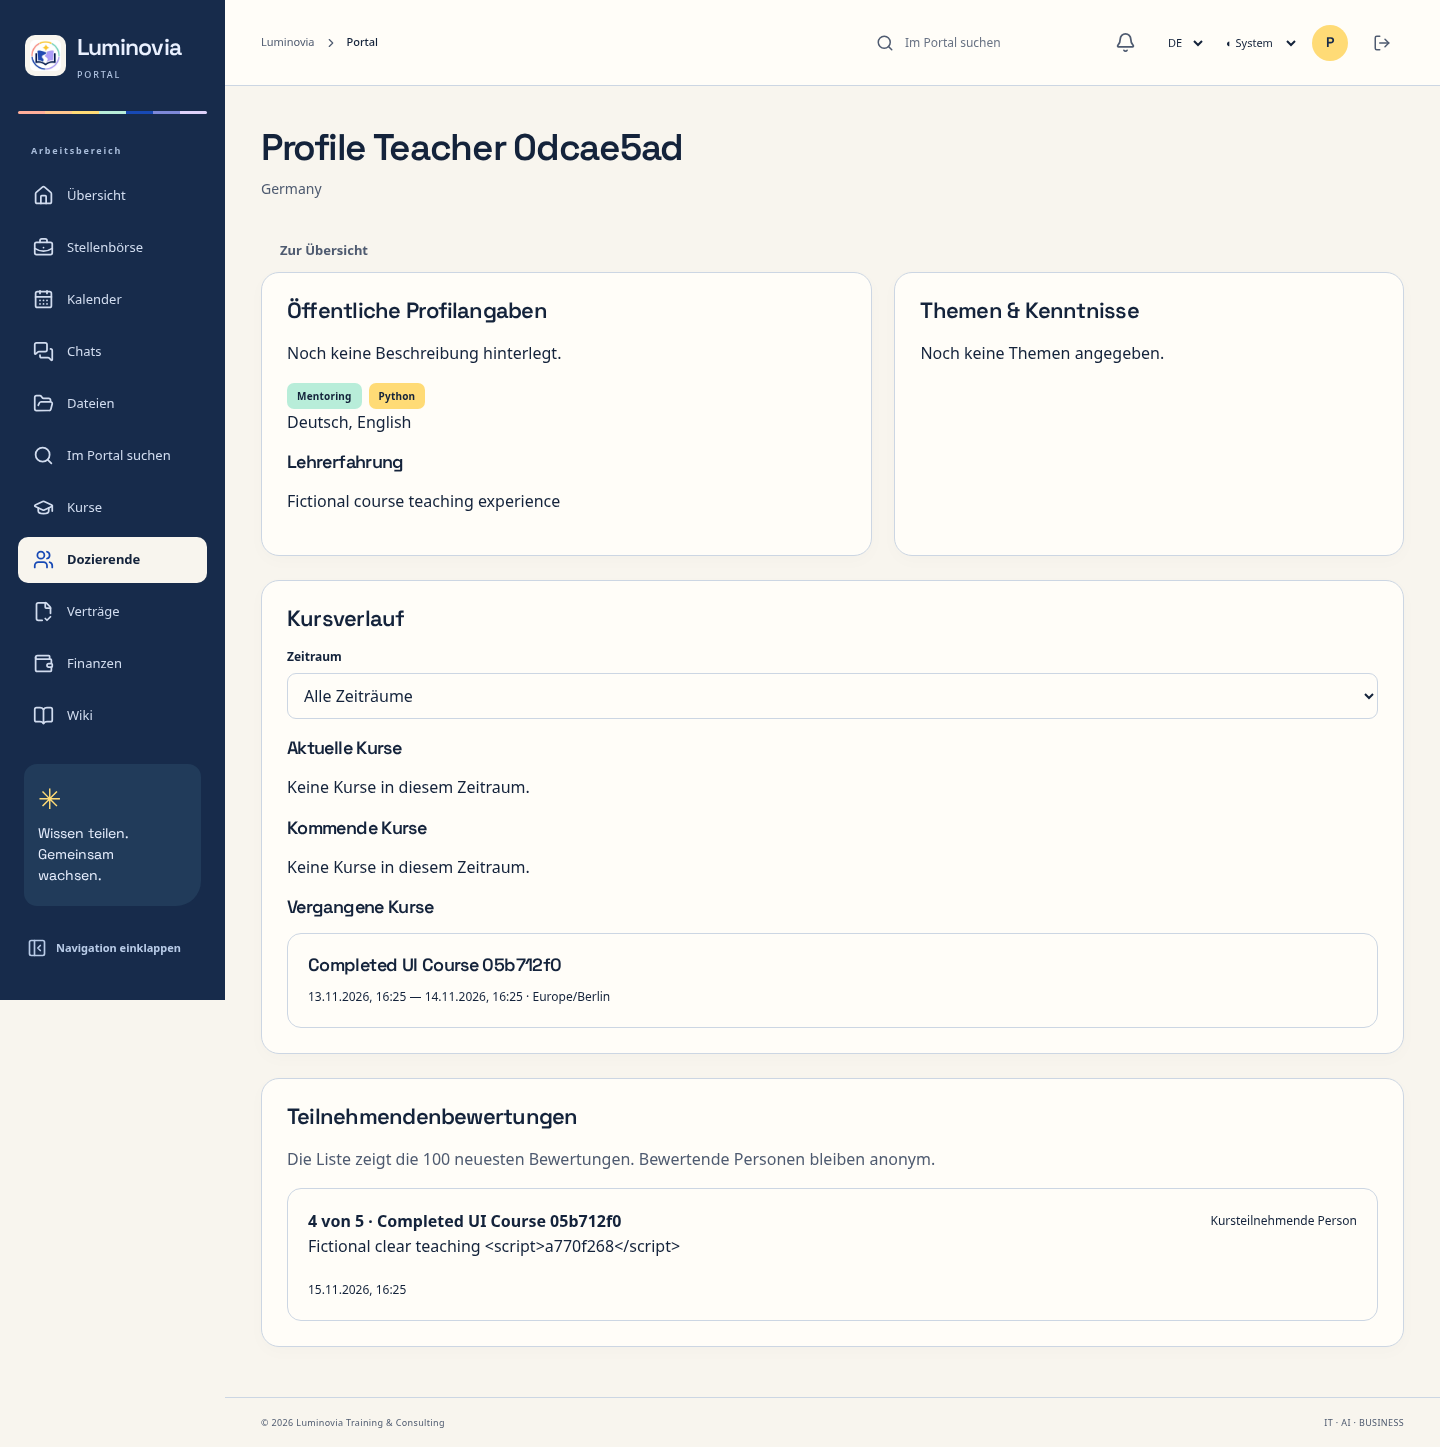 Luminovia
PORTAL
Arbeitsbereich
Übersicht
Stellenbörse
Kalender
Chats
Dateien
Im Portal suchen
Kurse
Dozierende
Verträge
Finanzen
Wiki
Wissen teilen.
Gemeinsam
wachsen.
Navigation einklappen
Luminovia
Portal
Im Portal suchen
DE
System
P
Profile Teacher 0dcae5ad
Germany
Zur Übersicht
Öffentliche Profilangaben
Noch keine Beschreibung hinterlegt.
Mentoring
Python
Deutsch, English
Lehrerfahrung
Fictional course teaching experience
Themen & Kenntnisse
Noch keine Themen angegeben.
Kursverlauf
Zeitraum
Alle Zeiträume
Aktuelle Kurse
Keine Kurse in diesem Zeitraum.
Kommende Kurse
Keine Kurse in diesem Zeitraum.
Vergangene Kurse
Completed UI Course 05b712f0
13.11.2026, 16:25 — 14.11.2026, 16:25 · Europe/Berlin
Teilnehmendenbewertungen
Die Liste zeigt die 100 neuesten Bewertungen. Bewertende Personen bleiben anonym.
4 von 5 · Completed UI Course 05b712f0
Kursteilnehmende Person
Fictional clear teaching <script>a770f268</script>
15.11.2026, 16:25
© 2026 Luminovia Training & Consulting
IT · AI · BUSINESS